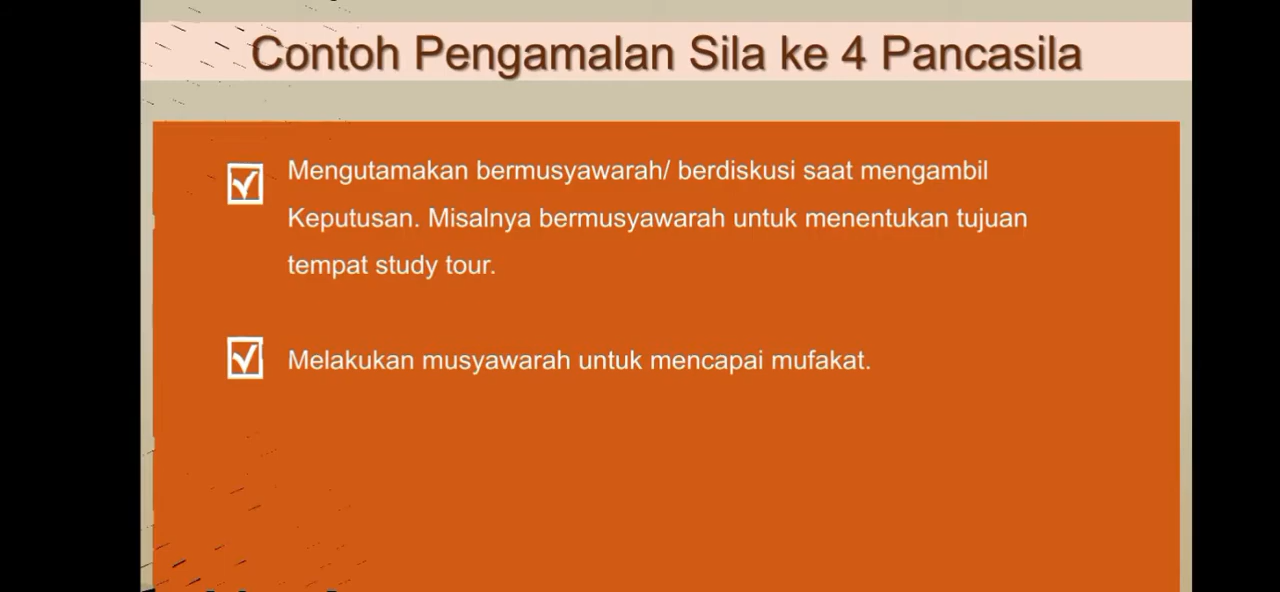 Contoh Pengamalan Sila ke 4 Pancasila
Mengutamakan bermusyawarah/ berdiskusi saat mengambil
Keputusan. Misalnya bermusyawarah untuk menentukan tujuan
tempat study tour.
Melakukan musyawarah untuk mencapai mufakat.